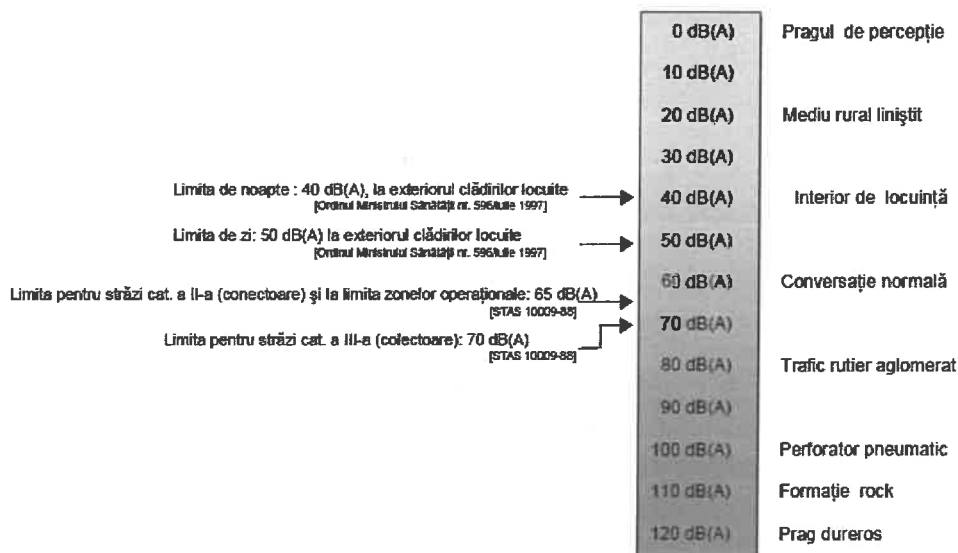 0 dB(A) Pragul de percepție
10 dB(A)
20 dB(A) Mediu rural liniștit
30 dB(A)
Limita de noapte : 40 dB(A), la exteriorul clădirilor locuite
[Ordinul Ministrului Sănătății nr. 596/iulie 1997]
40 dB(A) Interior de locuință
Limita de zi: 50 dB(A) la exteriorul clădirilor locuite
[Ordinul Ministrului Sănătății nr. 596/iulie 1997]
50 dB(A)
60 dB(A) Conversație normală
Limita pentru străzi cat. a II-a (conectoare) și la limita zonelor operaționale: 65 dB(A)
[STAS 10009-88]
70 dB(A)
Limita pentru străzi cat. a III-a (colectoare): 70 dB(A)
[STAS 10009-88]
80 dB(A) Trafic rutier aglomerat
90 dB(A)
100 dB(A) Perforator pneumatic
110 dB(A) Formație rock
120 dB(A) Prag dureros